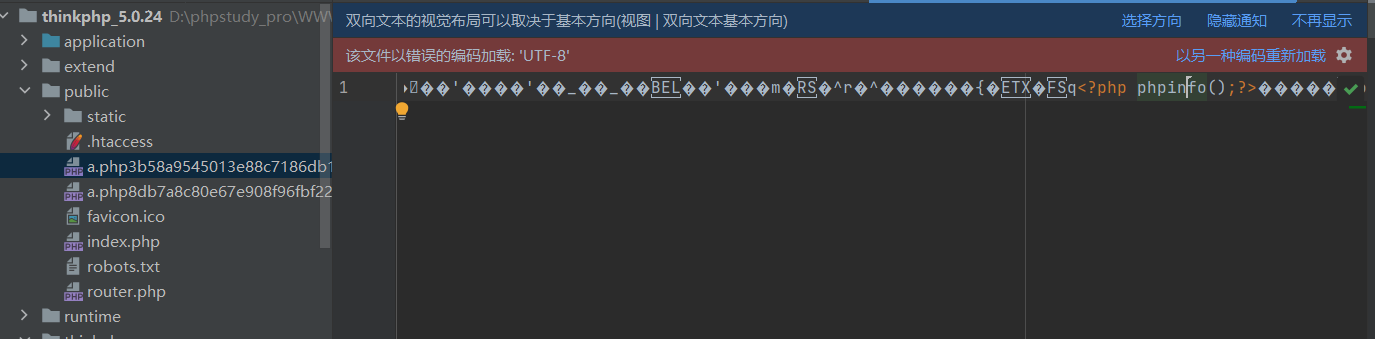 thinkphp_5.0.24 D:\phpstudy_pro\WWW
application
extend
public
static
.htaccess
a.php3b58a9545013e88c7186db1
a.php8db7a8c80e67e908f96fbf22
favicon.ico
index.php
robots.txt
router.php
runtime
双向文本的视觉布局可以取决于基本方向(视图 | 双向文本基本方向) 选择方向 隐藏通知 不再显示
该文件以错误的编码加载: 'UTF-8' 以另一种编码重新加载
1 ��'����'��_��_��BEL��'���m�RS�^r�^������{�ETX�FSq<?php phpinfo();?>������